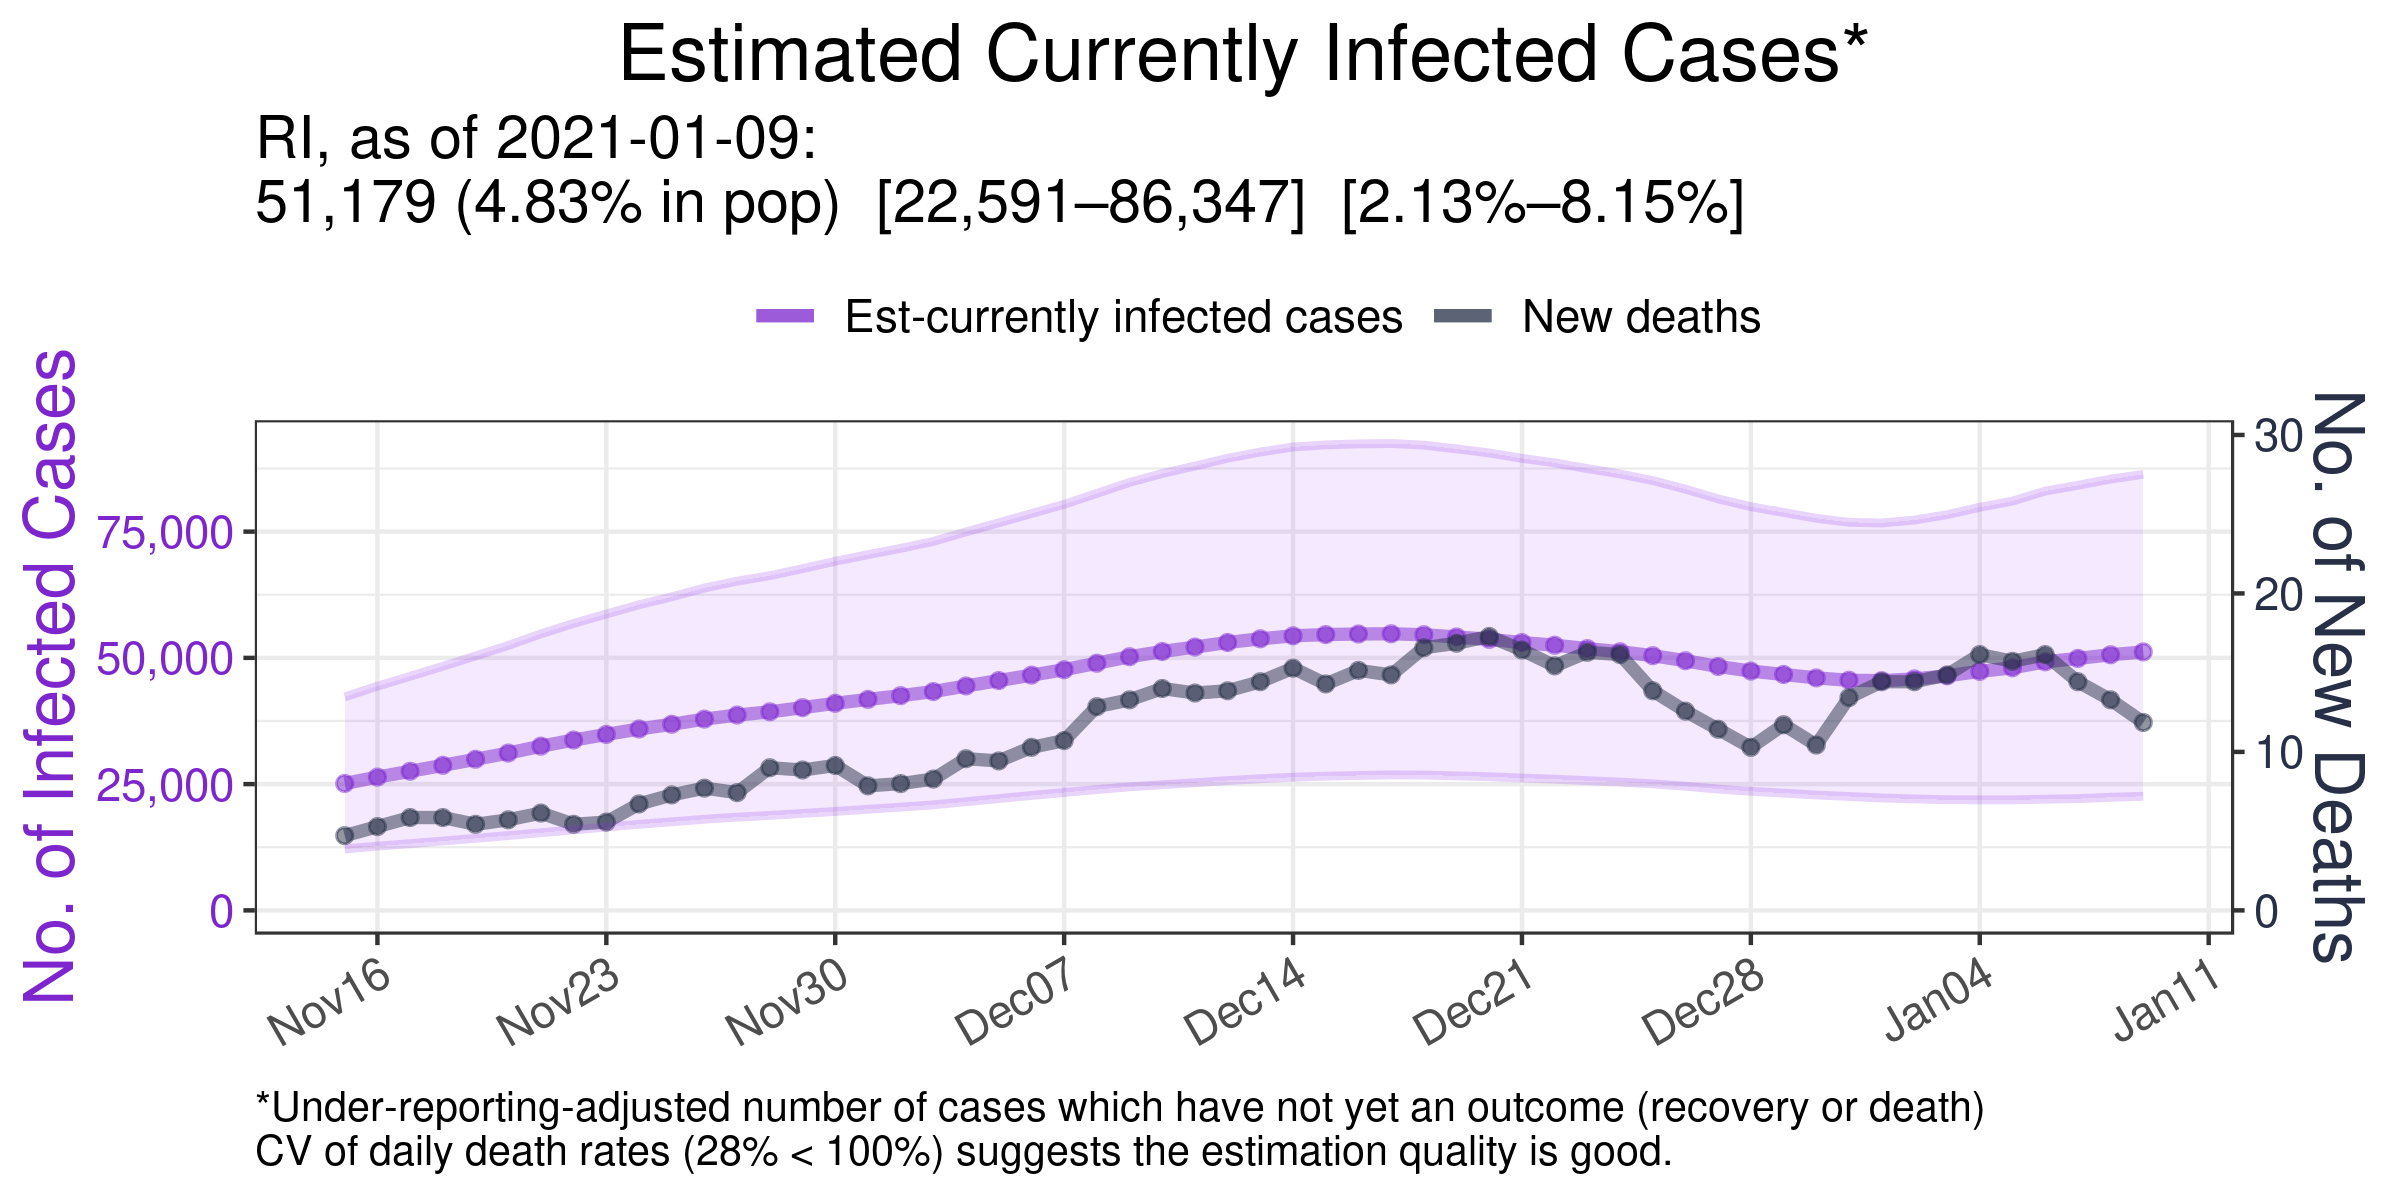 Estimated Currently Infected Cases*
RI, as of 2021-01-09:
51,179 (4.83% in pop)  [22,591–86,347]  [2.13%–8.15%]
Est-currently infected cases
New deaths
No. of Infected Cases
75,000
50,000
25,000
0
30
20
10
0
No. of New Deaths
Nov16
Nov23
Nov30
Dec07
Dec14
Dec21
Dec28
Jan04
Jan11
*Under-reporting-adjusted number of cases which have not yet an outcome (recovery or death)
CV of daily death rates (28% < 100%) suggests the estimation quality is good.